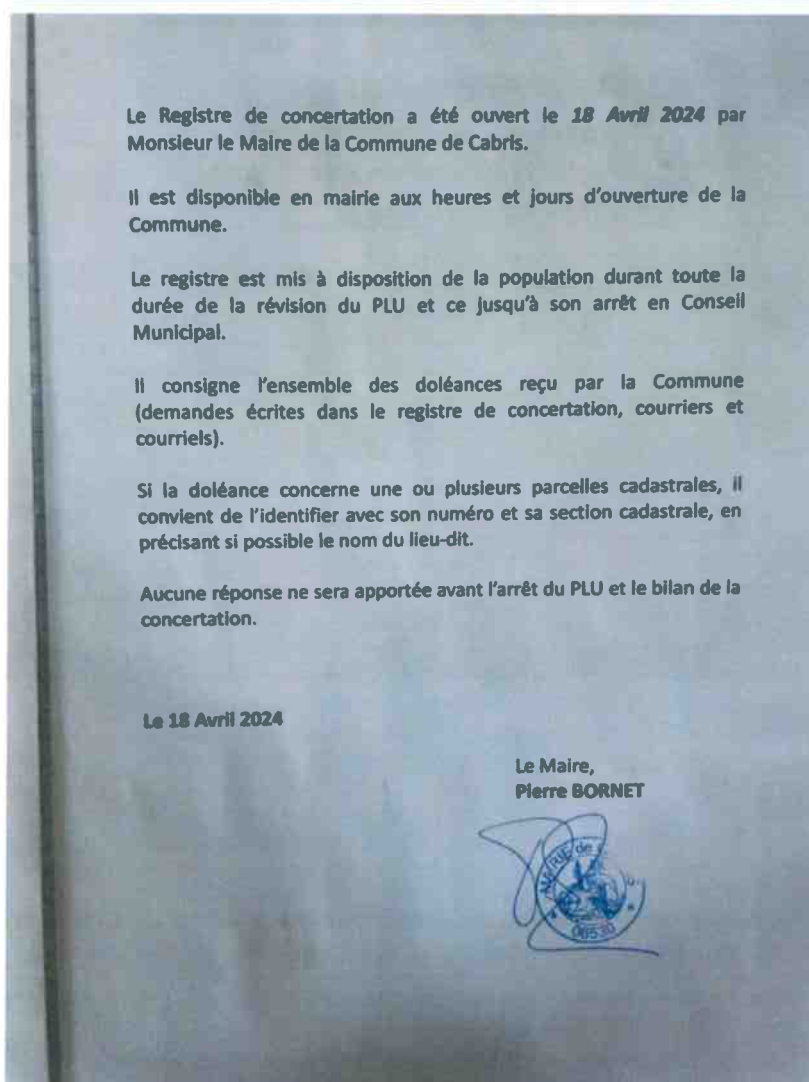 Le Registre de concertation a été ouvert le 18 Avril 2024 par
Monsieur le Maire de la Commune de Cabris.
Il est disponible en mairie aux heures et jours d'ouverture de la
Commune.
Le registre est mis à disposition de la population durant toute la
durée de la révision du PLU et ce jusqu'à son arrêt en Conseil
Municipal.
Il consigne l'ensemble des doléances reçu par la Commune
(demandes écrites dans le registre de concertation, courriers et
courriels).
Si la doléance concerne une ou plusieurs parcelles cadastrales, il
convient de l'identifier avec son numéro et sa section cadastrale, en
précisant si possible le nom du lieu-dit.
Aucune réponse ne sera apportée avant l'arrêt du PLU et le bilan de la
concertation.
Le 18 Avril 2024
Le Maire,
Pierre BORNET
MAIRIE de
06530